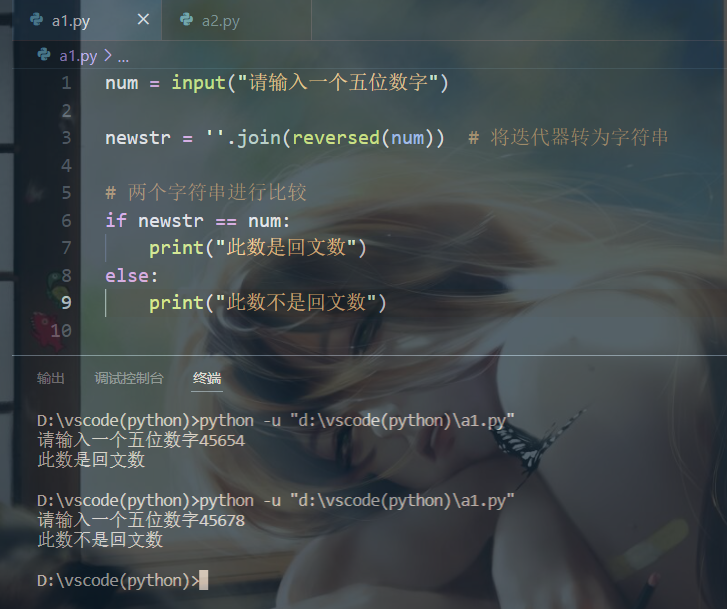 a1.py
a2.py
a1.py > ...
1 num = input("请输入一个五位数字")
2
3 newstr = ''.join(reversed(num))  # 将迭代器转为字符串
4
5 # 两个字符串进行比较
6 if newstr == num:
7     print("此数是回文数")
8 else:
9     print("此数不是回文数")
10
输出 调试控制台 终端
D:\vscode(python)>python -u "d:\vscode(python)\a1.py"
请输入一个五位数字45654
此数是回文数
D:\vscode(python)>python -u "d:\vscode(python)\a1.py"
请输入一个五位数字45678
此数不是回文数
D:\vscode(python)>